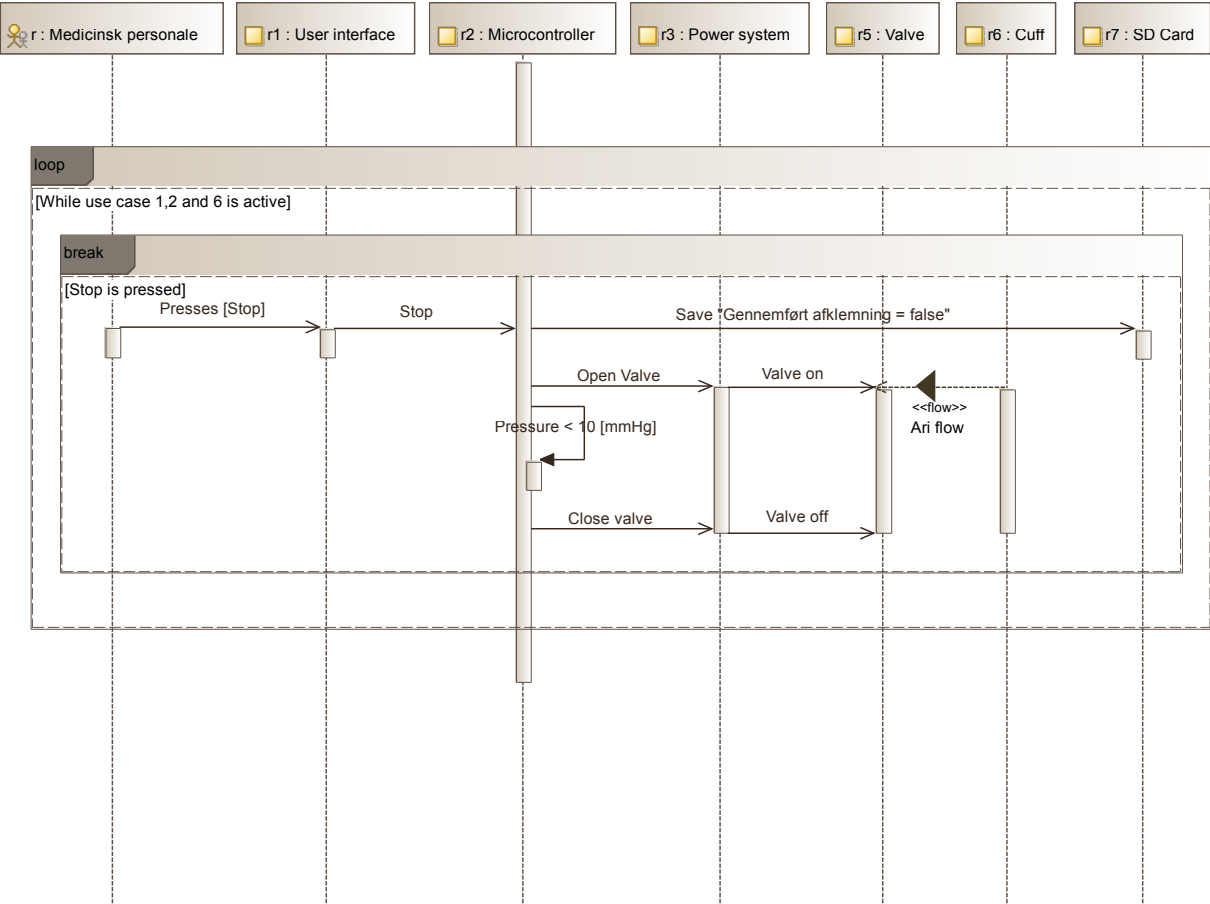 r : Medicinsk personale
r1 : User interface
r2 : Microcontroller
r3 : Power system
r5 : Valve
r6 : Cuff
r7 : SD Card
loop
[While use case 1,2 and 6 is active]
break
[Stop is pressed]
Presses [Stop]
Stop
Save "Gennemført afklemning = false"
Open Valve
Valve on
<<flow>>
Ari flow
Pressure < 10 [mmHg]
Close valve
Valve off